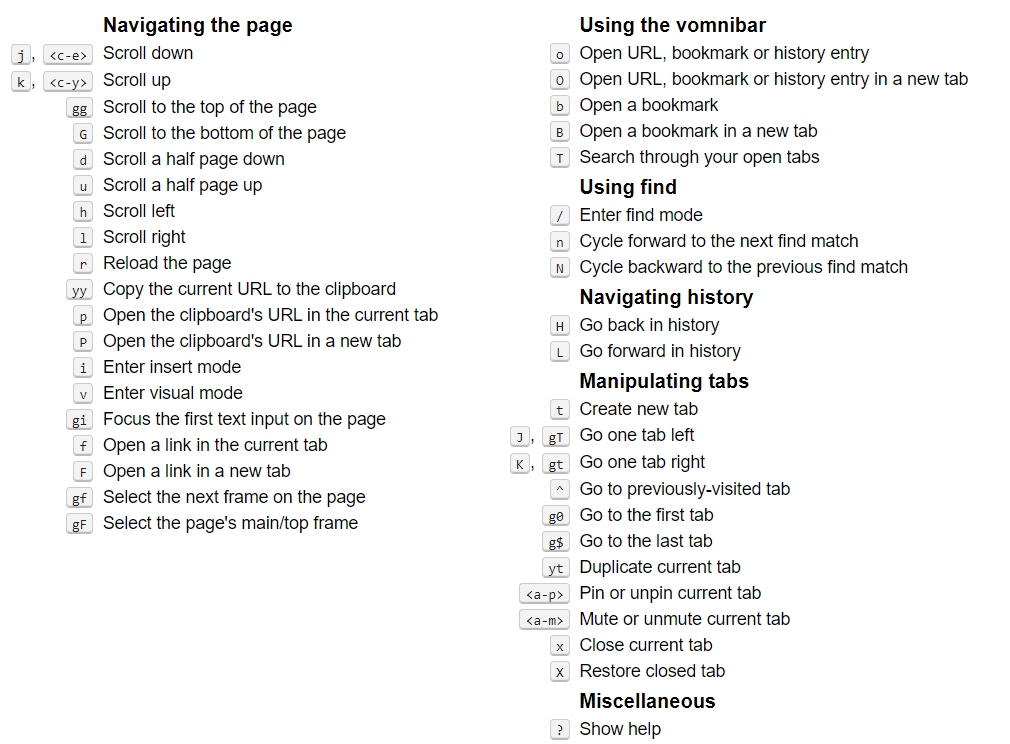 Navigating the page
j, <c-e> Scroll down
k, <c-y> Scroll up
gg Scroll to the top of the page
G Scroll to the bottom of the page
d Scroll a half page down
u Scroll a half page up
h Scroll left
l Scroll right
r Reload the page
yy Copy the current URL to the clipboard
p Open the clipboard's URL in the current tab
P Open the clipboard's URL in a new tab
i Enter insert mode
v Enter visual mode
gi Focus the first text input on the page
f Open a link in the current tab
F Open a link in a new tab
gf Select the next frame on the page
gF Select the page's main/top frame
Using the vomnibar
o Open URL, bookmark or history entry
O Open URL, bookmark or history entry in a new tab
b Open a bookmark
B Open a bookmark in a new tab
T Search through your open tabs
Using find
/ Enter find mode
n Cycle forward to the next find match
N Cycle backward to the previous find match
Navigating history
H Go back in history
L Go forward in history
Manipulating tabs
t Create new tab
J, gT Go one tab left
K, gt Go one tab right
^ Go to previously-visited tab
g0 Go to the first tab
g$ Go to the last tab
yt Duplicate current tab
<a-p> Pin or unpin current tab
<a-m> Mute or unmute current tab
x Close current tab
X Restore closed tab
Miscellaneous
? Show help